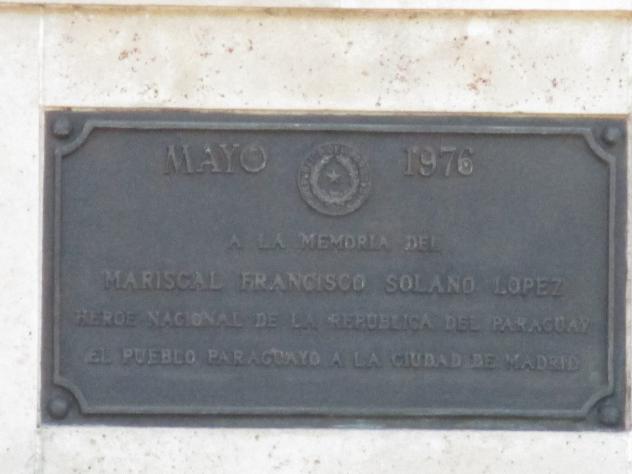 MAYO 1976
A LA MEMORIA DEL
MARISCAL FRANCISCO SOLANO LOPEZ
HEROE NACIONAL DE LA REPUBLICA DEL PARAGUAY
EL PUEBLO PARAGUAYO A LA CIUDAD DE MADRID